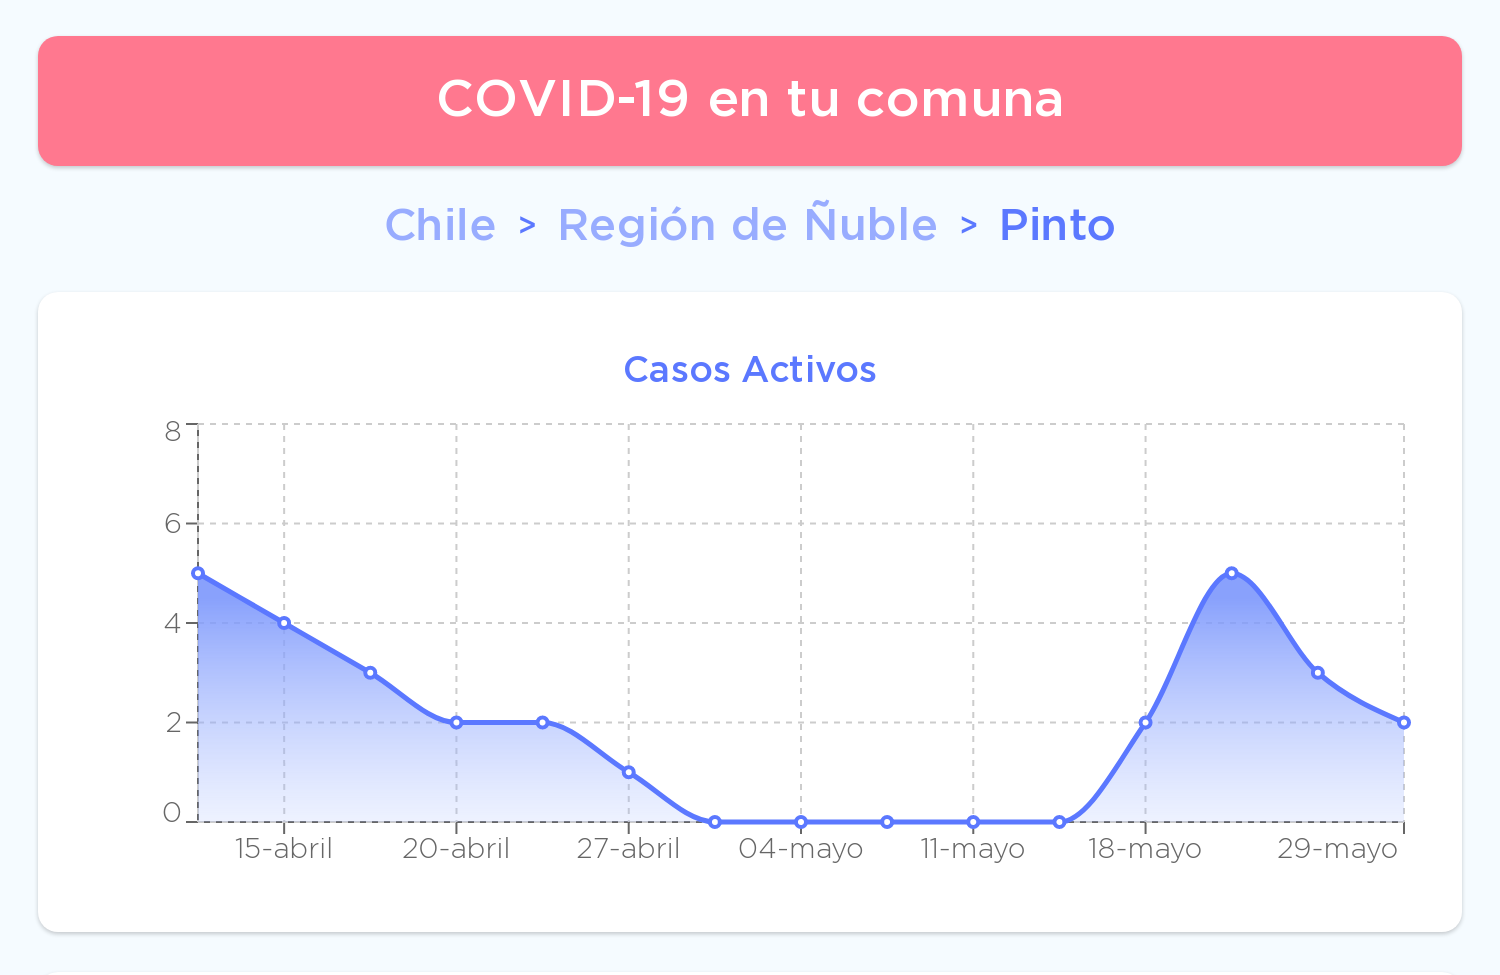 COVID-19 en tu comuna
Chile > Región de Ñuble > Pinto
Casos Activos
8
6
4
2
0
15-abril 20-abril 27-abril 04-mayo 11-mayo 18-mayo 29-mayo